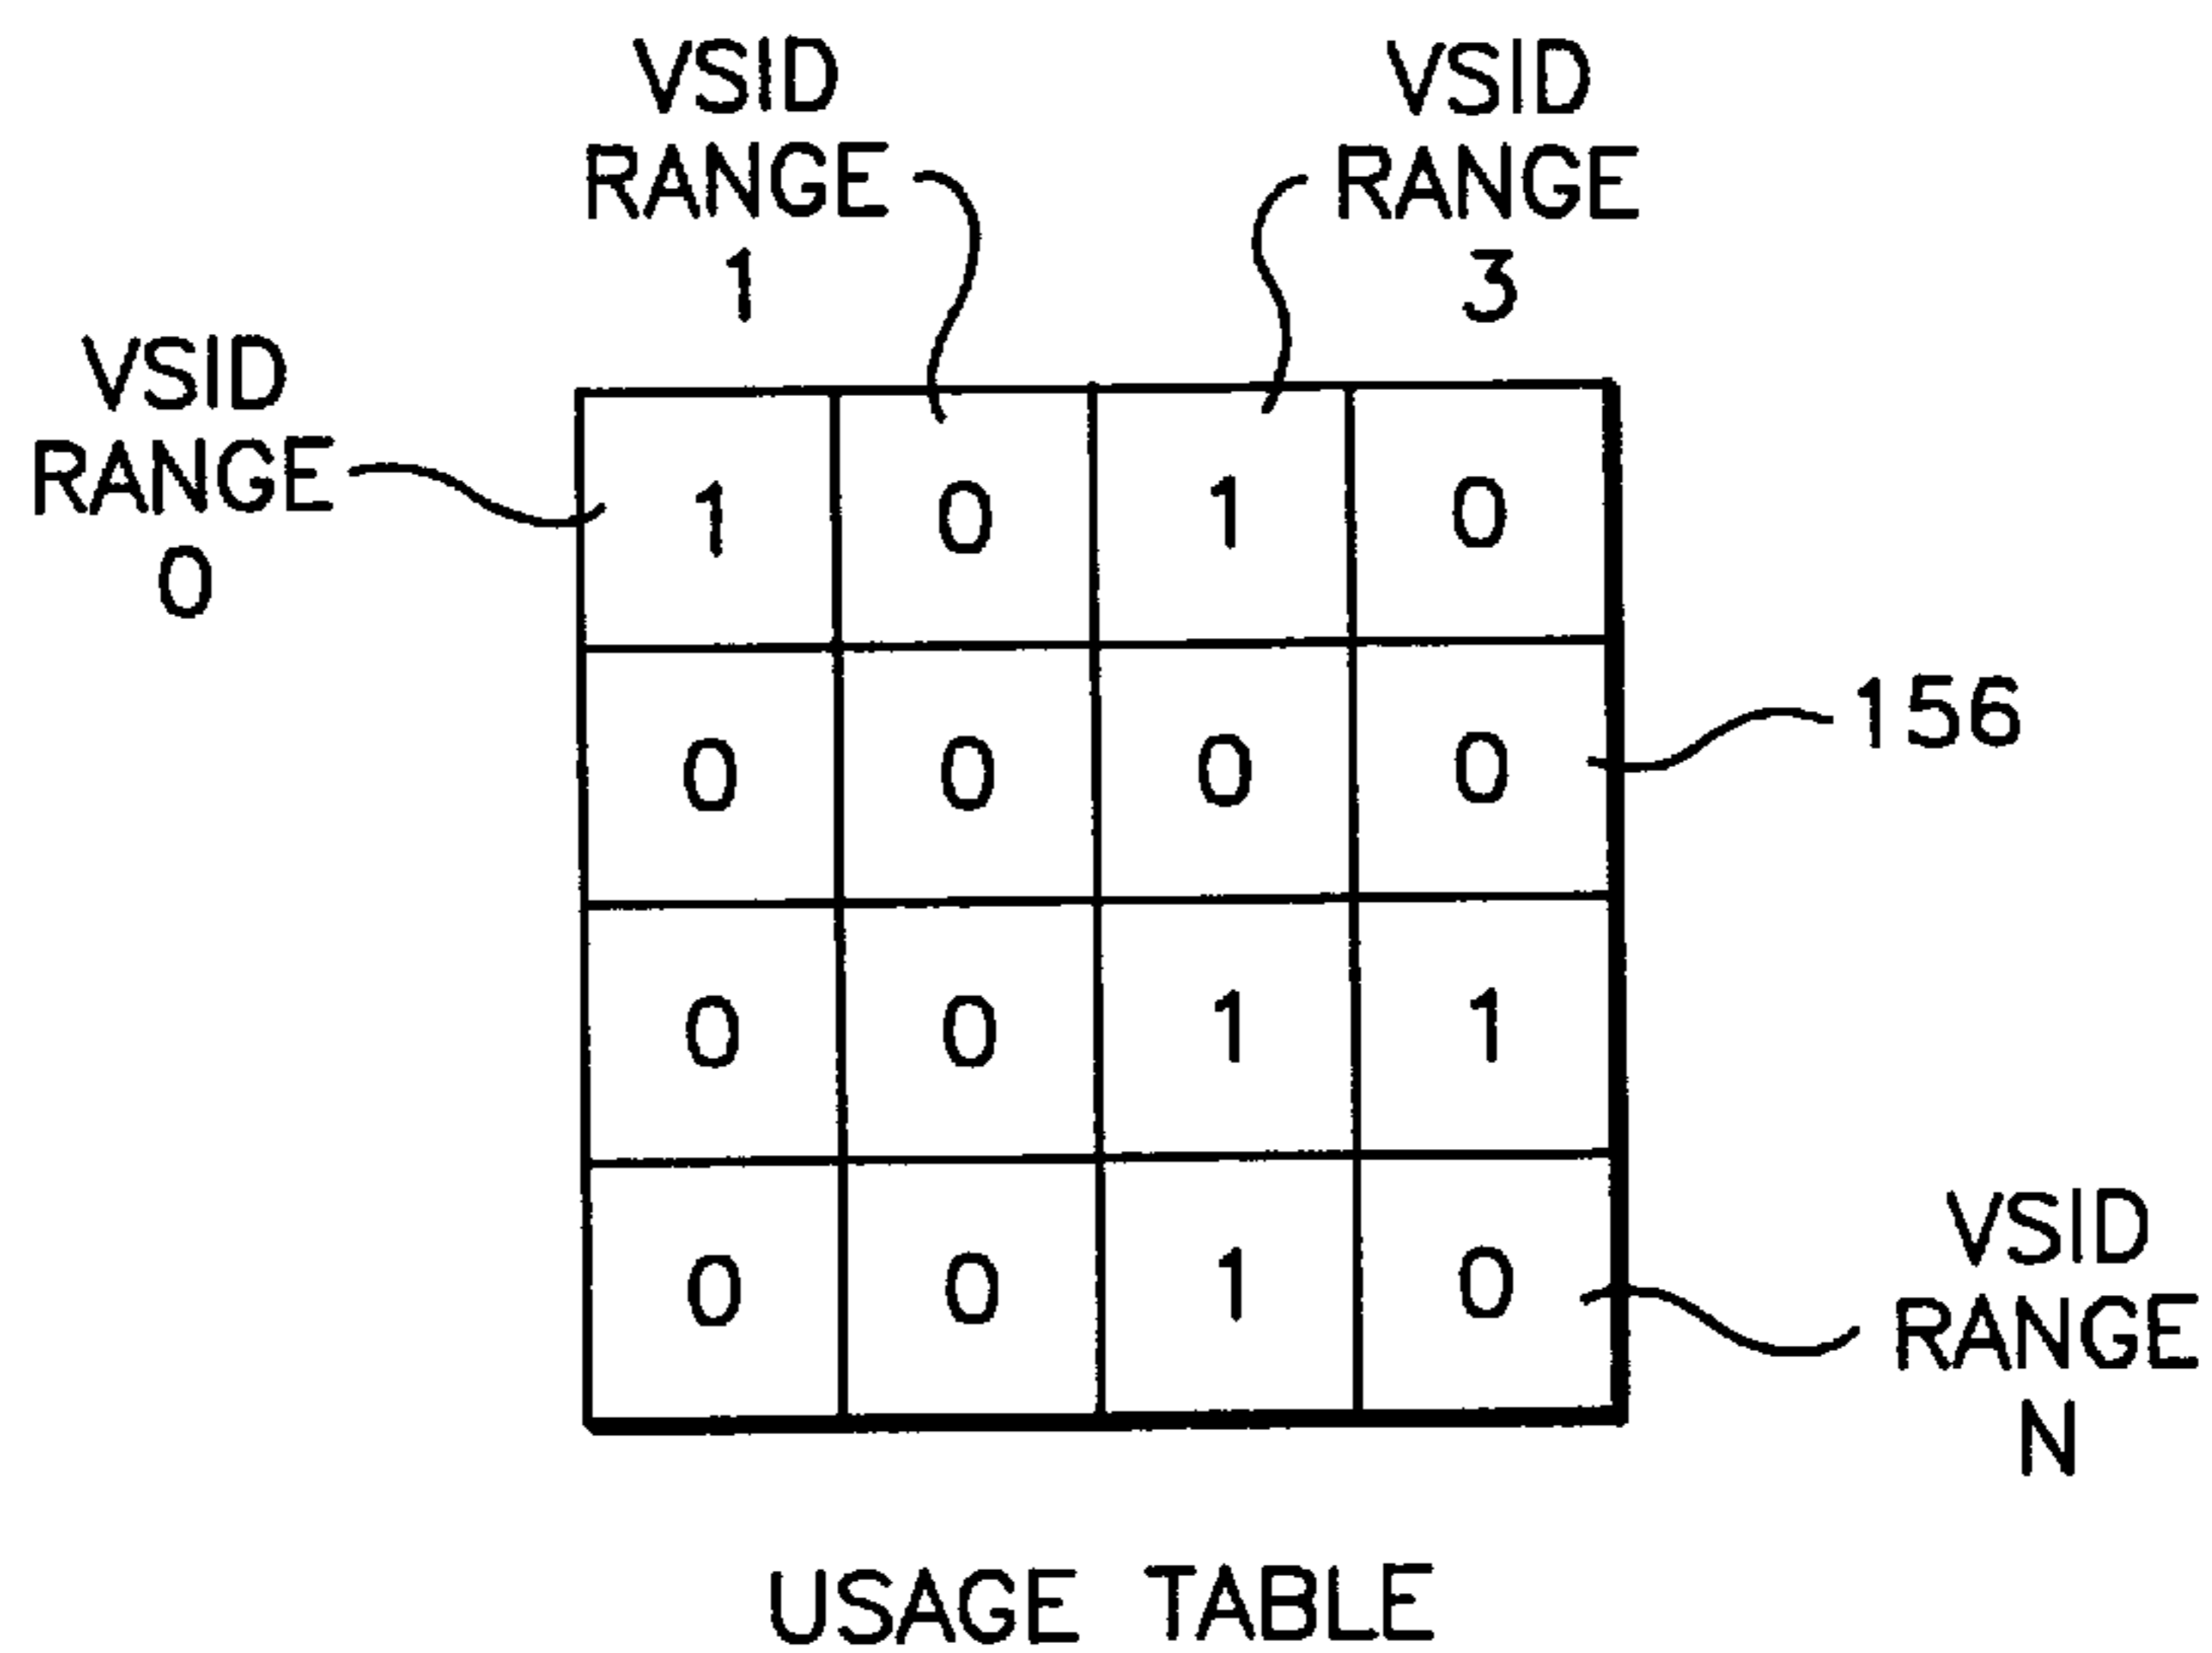 VSID
RANGE
1
VSID
RANGE
3
VSID
RANGE
0
1 0 1 0
0 0 0 0
156
0 0 1 1
0 0 1 0
VSID
RANGE
N
USAGE TABLE